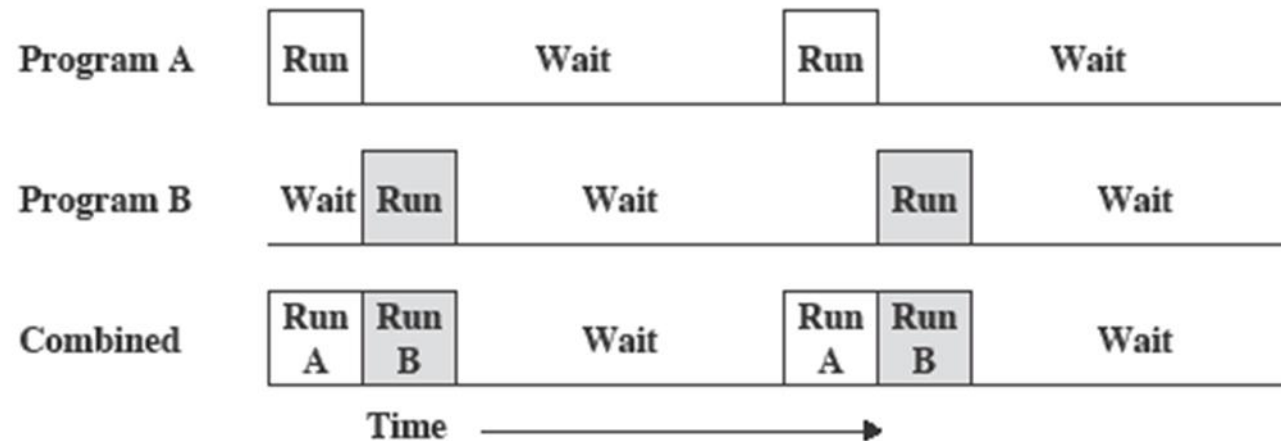 Program A Run Wait Run Wait
Program B Wait Run Wait Run Wait
Combined Run A Run B Wait Run A Run B Wait
Time